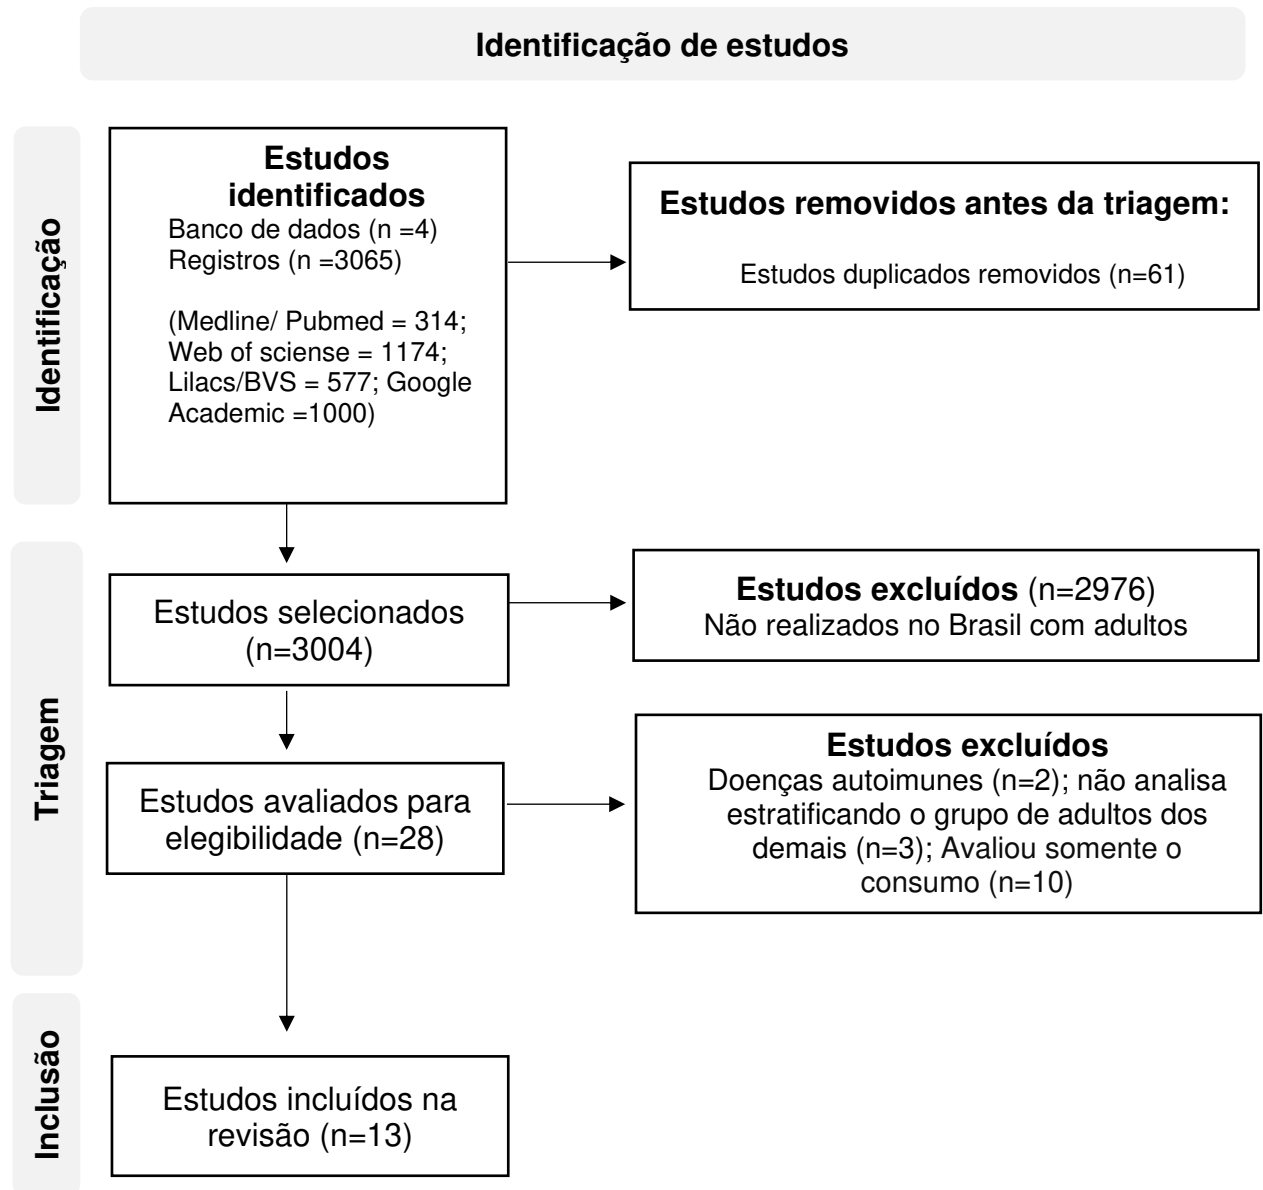 Identificação de estudos
Identificação
Estudos
identificados
Banco de dados (n =4)
Registros (n =3065)
(Medline/ Pubmed = 314;
Web of sciense = 1174;
Lilacs/BVS = 577; Google
Academic =1000)
Estudos removidos antes da triagem:
Estudos duplicados removidos (n=61)
Triagem
Estudos selecionados
(n=3004)
Estudos excluídos (n=2976)
Não realizados no Brasil com adultos
Estudos avaliados para
elegibilidade (n=28)
Estudos excluídos
Doenças autoimunes (n=2); não analisa
estratificando o grupo de adultos dos
demais (n=3); Avaliou somente o
consumo (n=10)
Inclusão
Estudos incluídos na
revisão (n=13)